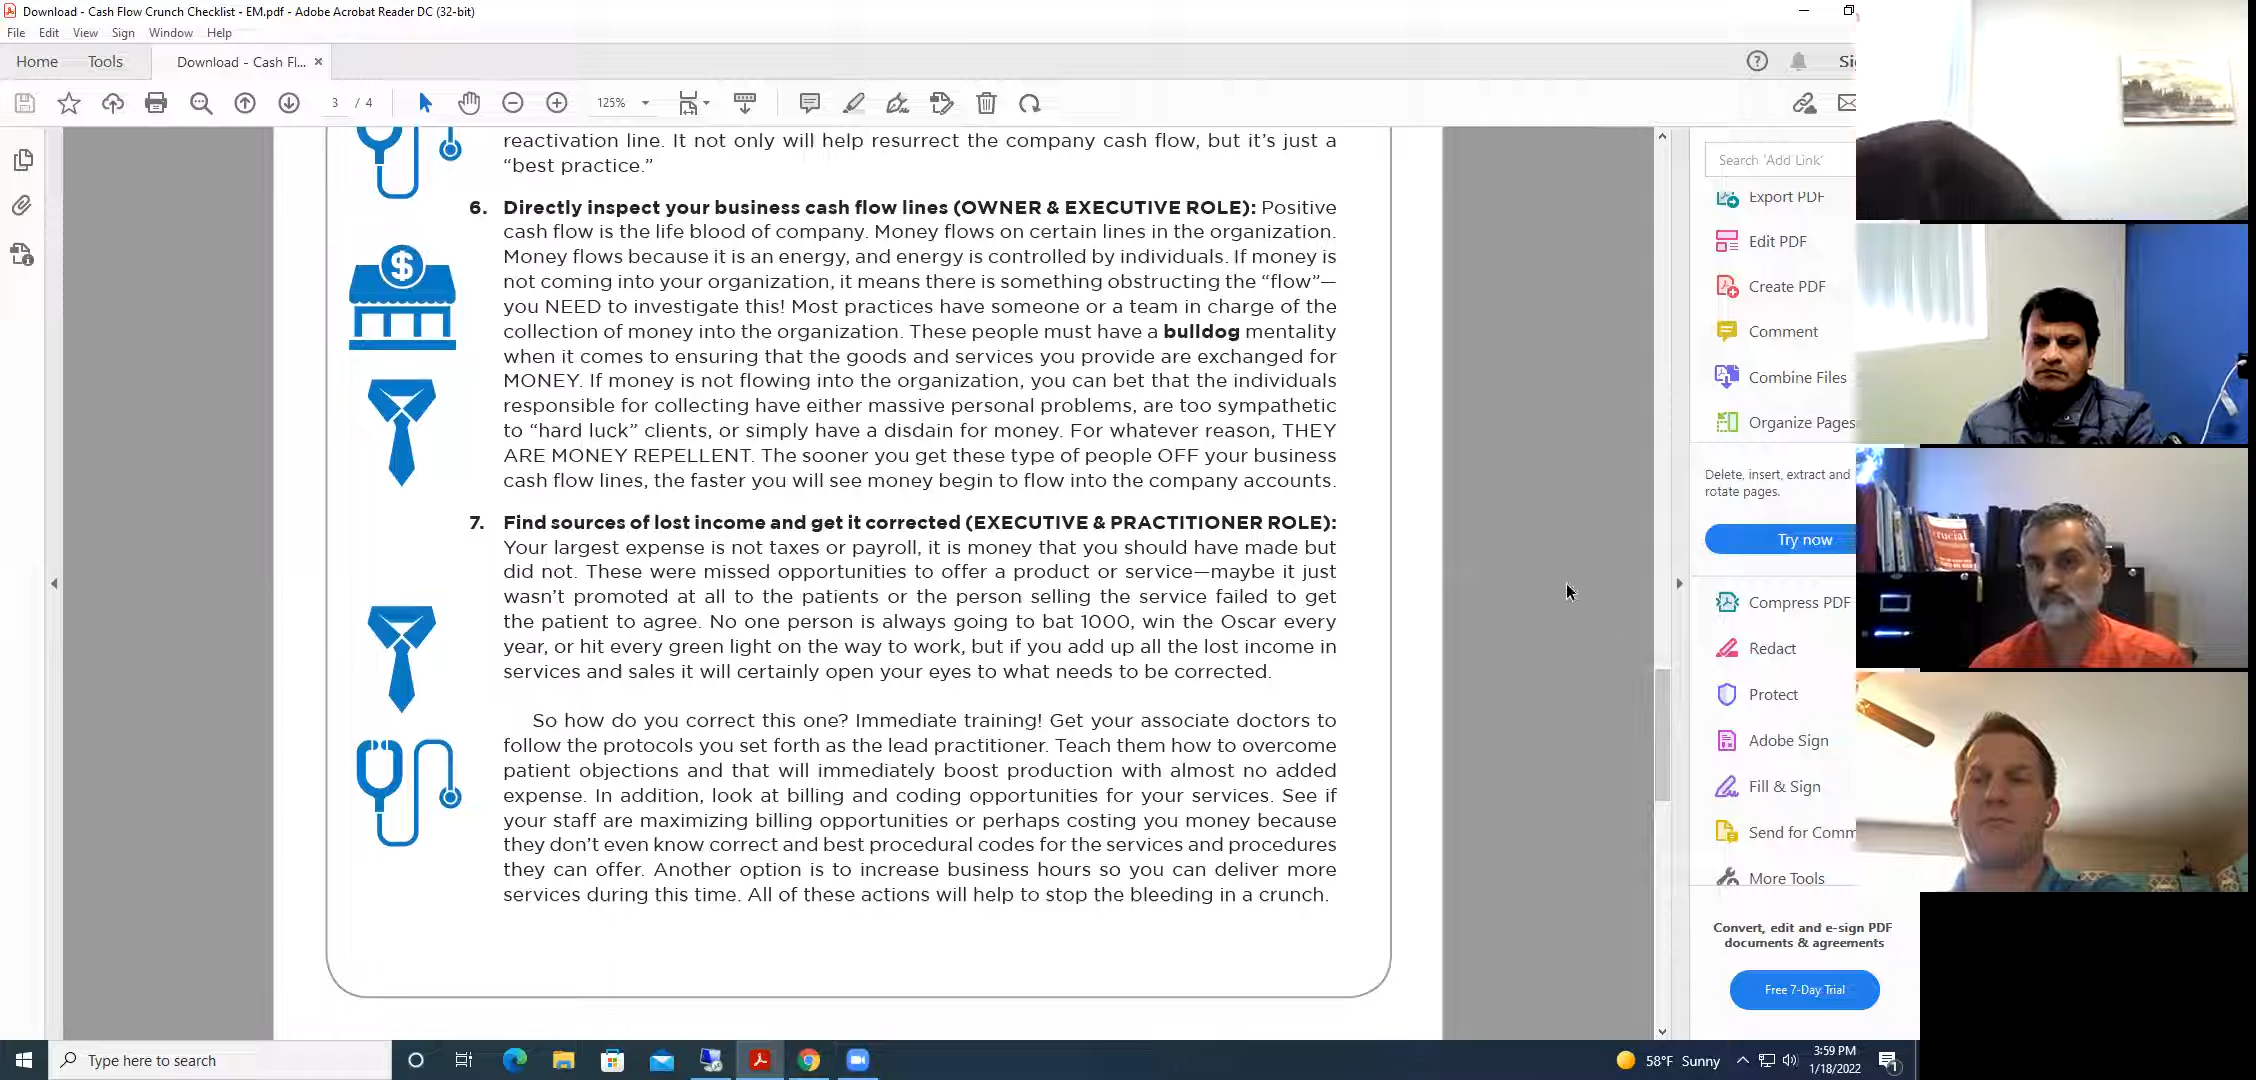 Download - Cash Flow Crunch Checklist - EM.pdf - Adobe Acrobat Reader DC (32-bit)
File Edit View Sign Window Help
Home Tools Download - Cash Fl... ×
3 / 4 125%
reactivation line. It not only will help resurrect the company cash flow, but it's just a
"best practice."
6. Directly inspect your business cash flow lines (OWNER & EXECUTIVE ROLE): Positive
cash flow is the life blood of company. Money flows on certain lines in the organization.
Money flows because it is an energy, and energy is controlled by individuals. If money is
not coming into your organization, it means there is something obstructing the "flow"—
you NEED to investigate this! Most practices have someone or a team in charge of the
collection of money into the organization. These people must have a bulldog mentality
when it comes to ensuring that the goods and services you provide are exchanged for
MONEY. If money is not flowing into the organization, you can bet that the individuals
responsible for collecting have either massive personal problems, are too sympathetic
to "hard luck" clients, or simply have a disdain for money. For whatever reason, THEY
ARE MONEY REPELLENT. The sooner you get these type of people OFF your business
cash flow lines, the faster you will see money begin to flow into the company accounts.
7. Find sources of lost income and get it corrected (EXECUTIVE & PRACTITIONER ROLE):
Your largest expense is not taxes or payroll, it is money that you should have made but
did not. These were missed opportunities to offer a product or service—maybe it just
wasn't promoted at all to the patients or the person selling the service failed to get
the patient to agree. No one person is always going to bat 1000, win the Oscar every
year, or hit every green light on the way to work, but if you add up all the lost income in
services and sales it will certainly open your eyes to what needs to be corrected.
So how do you correct this one? Immediate training! Get your associate doctors to
follow the protocols you set forth as the lead practitioner. Teach them how to overcome
patient objections and that will immediately boost production with almost no added
expense. In addition, look at billing and coding opportunities for your services. See if
your staff are maximizing billing opportunities or perhaps costing you money because
they don't even know correct and best procedural codes for the services and procedures
they can offer. Another option is to increase business hours so you can deliver more
services during this time. All of these actions will help to stop the bleeding in a crunch.
$
Search 'Add Link'
Export PDF
Edit PDF
Create PDF
Comment
Combine Files
Organize Pages
Delete, insert, extract and
rotate pages.
Try now
Compress PDF
Redact
Protect
Adobe Sign
Fill & Sign
Send for Comm
More Tools
Convert, edit and e-sign PDF
documents & agreements
Free 7-Day Trial
Type here to search
58°F Sunny
3:59 PM
1/18/2022
1